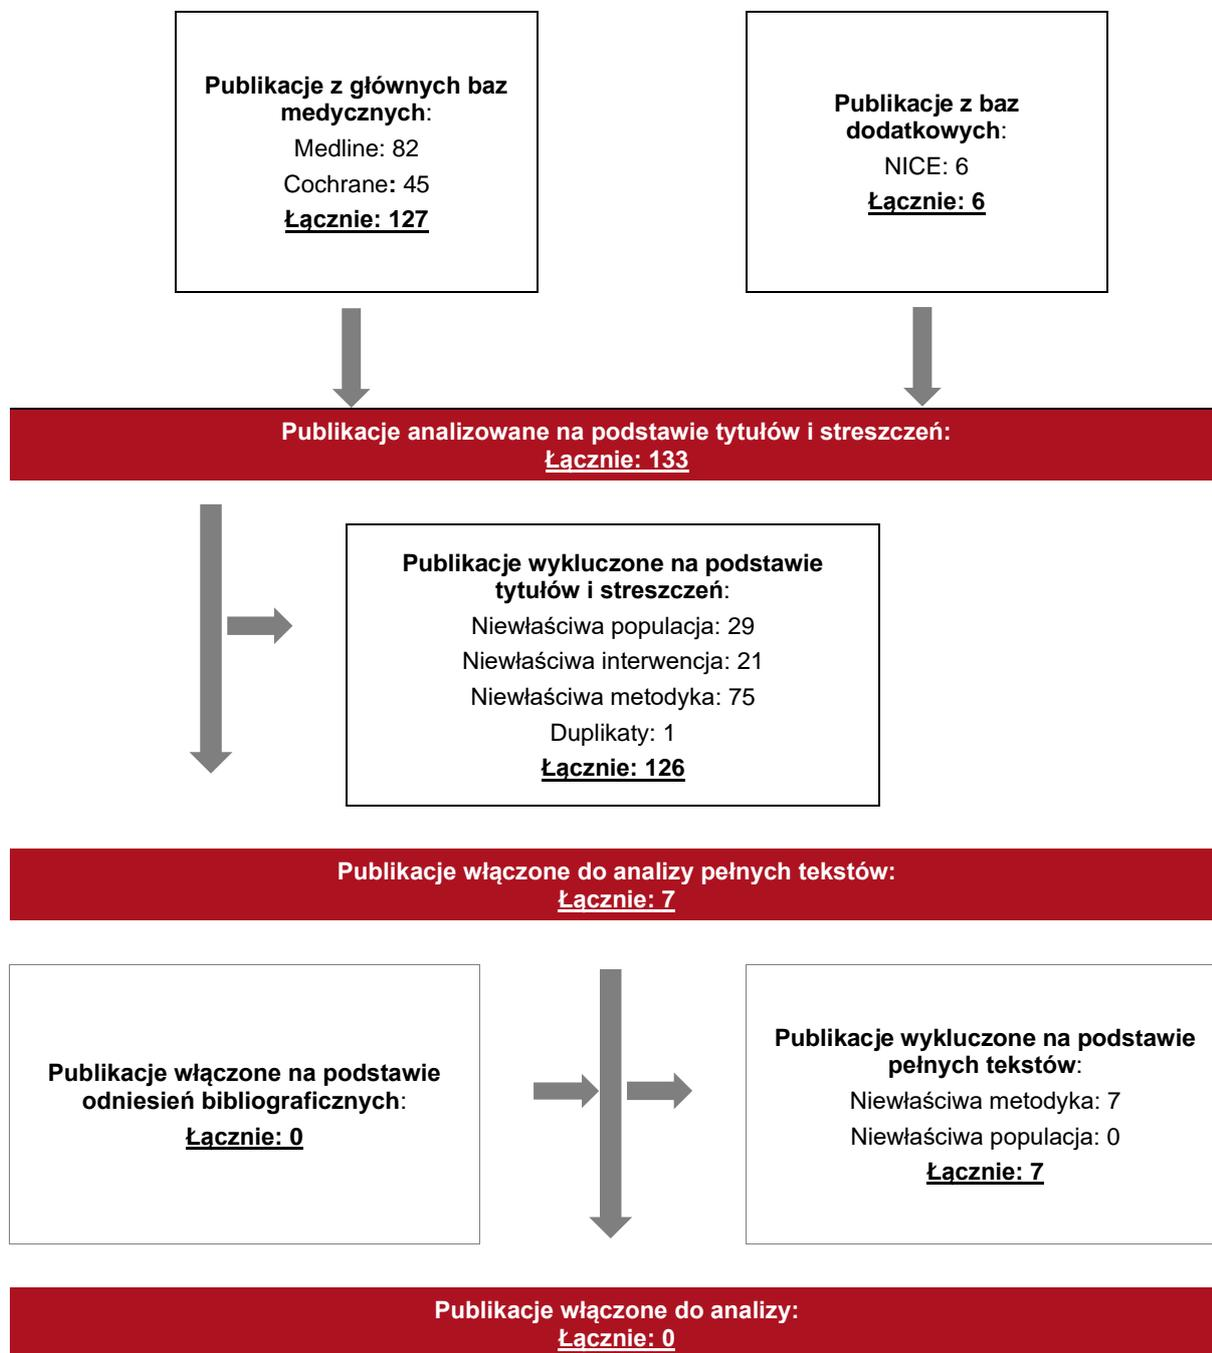 Publikacje z głównych baz
medycznych:
Medline: 82
Cochrane: 45
Łącznie: 127
Publikacje z baz
dodatkowych:
NICE: 6
Łącznie: 6
Publikacje analizowane na podstawie tytułów i streszczeń:
Łącznie: 133
Publikacje wykluczone na podstawie
tytułów i streszczeń:
Niewłaściwa populacja: 29
Niewłaściwa interwencja: 21
Niewłaściwa metodyka: 75
Duplikaty: 1
Łącznie: 126
Publikacje włączone do analizy pełnych tekstów:
Łącznie: 7
Publikacje włączone na podstawie
odniesień bibliograficznych:
Łącznie: 0
Publikacje wykluczone na podstawie
pełnych tekstów:
Niewłaściwa metodyka: 7
Niewłaściwa populacja: 0
Łącznie: 7
Publikacje włączone do analizy:
Łącznie: 0